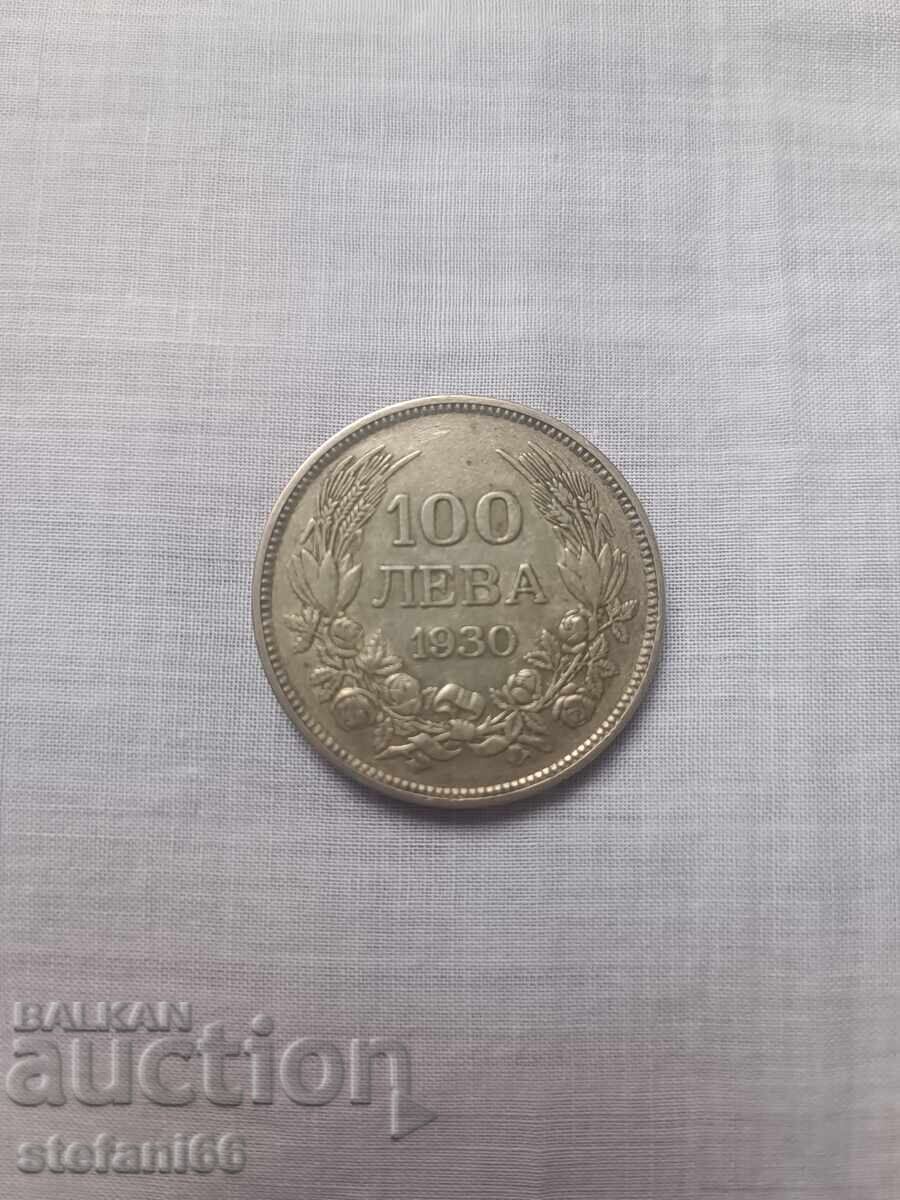 100
ЛЕВА
1930
BALKAN
auction
stefani66